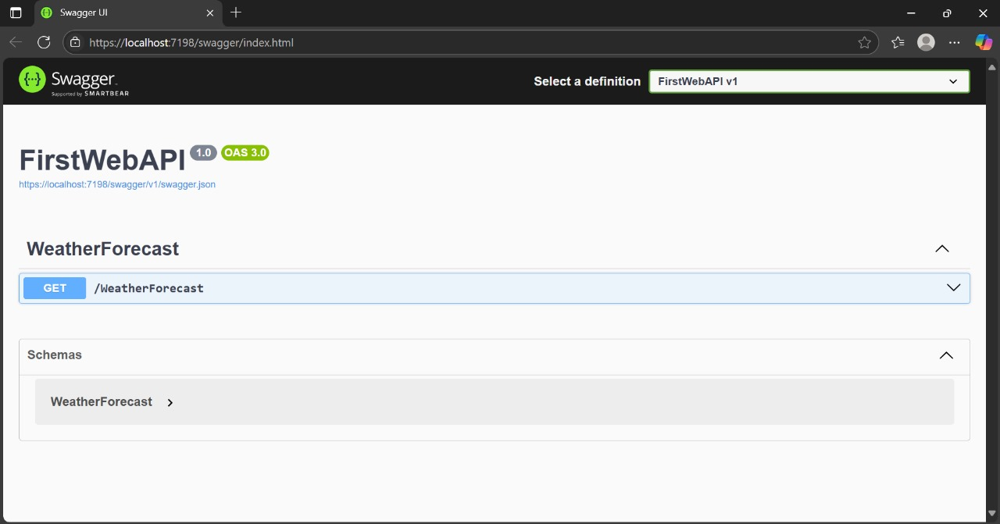 Swagger UI
https://localhost:7198/swagger/index.html
Swagger
Supported by SMARTBEAR
Select a definition
FirstWebAPI v1
FirstWebAPI 1.0 OAS 3.0
https://localhost:7198/swagger/v1/swagger.json
WeatherForecast
GET /WeatherForecast
Schemas
WeatherForecast